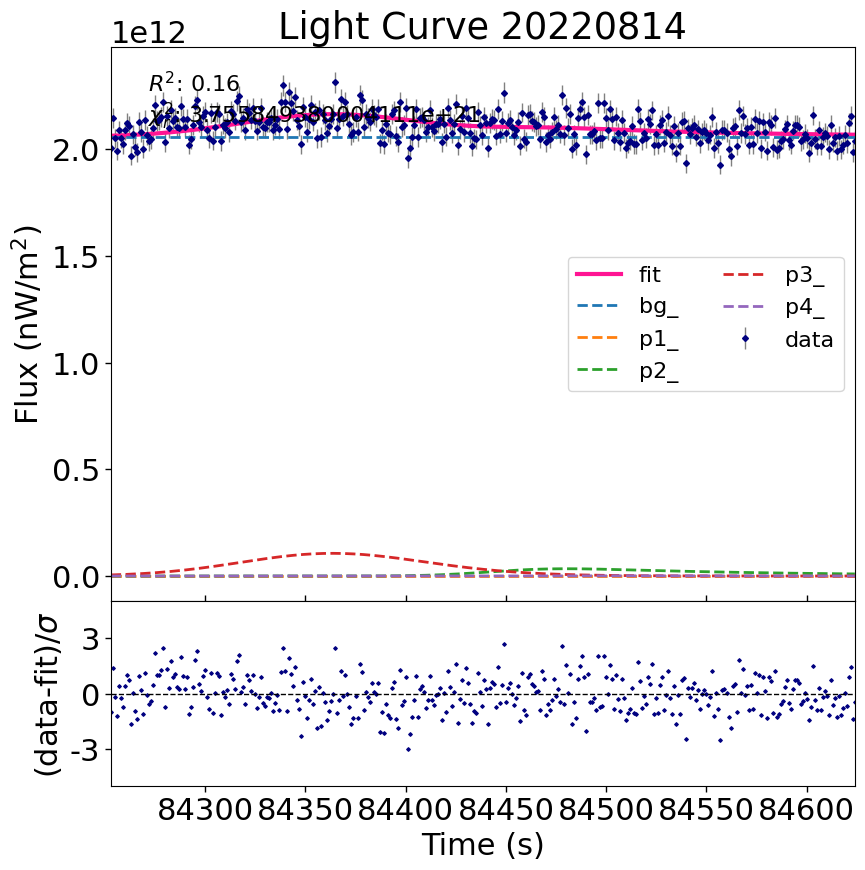 Light Curve 20220814
1e12
R²: 0.16
2.0
1.5
1.0
0.5
0.0
Flux (nW/m²)
fit
bg_
p1_
p2_
p3_
p4_
data
3
0
-3
(data-fit)/σ
84300 84350 84400 84450 84500 84550 84600
Time (s)